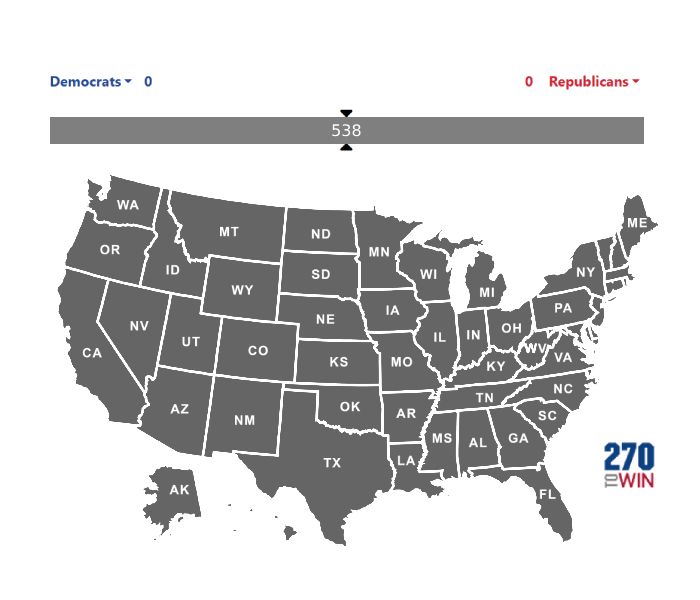 Democrats 0
0 Republicans
538
WA
ME
MT
ND
OR
MN
ID
SD
WI
NY
WY
MI
IA
PA
NE
NV
OH
IN
IL
UT
WV
CO
CA
VA
KS
MO
KY
NC
TN
OK
AZ
AR
SC
NM
MS
AL
GA
LA
TX
AK
FL
270
TO WIN